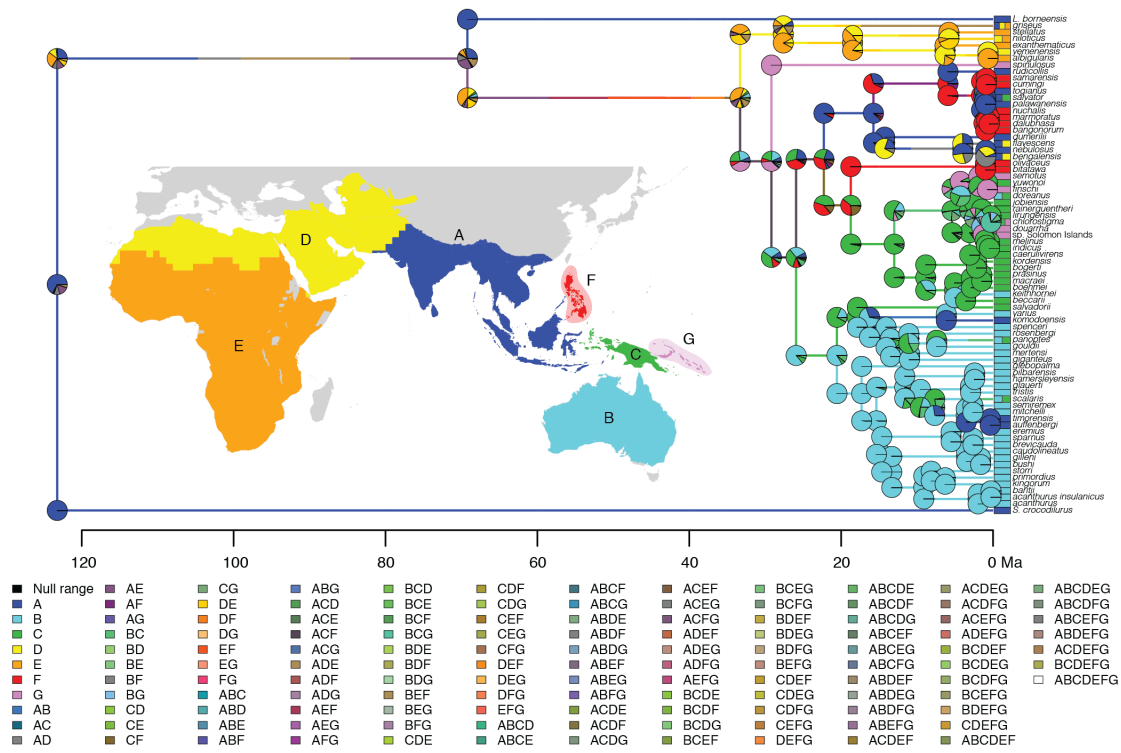 L. borneensis
griseus
stellatus
niloticus
exanthematicus
yemenensis
albigularis
spinulosus
rudicollis
samarensis
cumingi
togianus
salvator
palawanensis
nuchalis
marmoratus
dalubhasa
bangonorum
dumerilii
flavescens
nebulosus
bengalensis
olivaceus
bitatawa
semotus
yuwonoi
finschi
doreanus
jobiensis
rainerguentheri
lirungensis
chlorostigma
douarrha
sp. Solomon Islands
melinus
indicus
caerulivirens
kordensis
bogerti
prasinus
macraei
boehmei
keithhornei
beccarii
salvadorii
varius
komodoensis
spenceri
rosenbergi
panoptes
gouldii
mertensi
giganteus
glebopalma
pilbarensis
hamersleyensis
glauerti
tristis
scalaris
semiremex
mitchelli
timorensis
auffenbergi
eremius
sparnus
brevicauda
caudolineatus
gilleni
bushi
storri
primordius
kingorum
baritji
acanthurus insulanicus
acanthurus
S. crocodilurus
A
D
F
E
G
C
B
120 100 80 60 40 20 0 Ma
Null range AE CG ABG BCD CDF ABCF ACEF BCEG ABCDE ACDEG ABCDEG
A AF DE ACD BCE CDG ABCG ACEG BCFG ABCDF ACDFG ABCDFG
B AG DF ACE BCF CEF ABDE ACFG BDEF ABCDG ACEFG ABCEFG
C BC DG ACF BCG CEG ABDF ADEF BDEG ABCEF ADEFG ABDEFG
D BD EF ACG BDE CFG ABDG ADEG BDFG ABCEG BCDEF ACDEFG
E BE EG ADE BDF DEF ABEF ADFG BEFG ABCFG BCDEG BCDEFG
F BF FG ADF BDG DEG ABEG AEFG CDEF ABDEF BCDFG ABCDEFG
G BG ABC ADG BEF DFG ABFG BCDE CDEG ABDEG BCEFG
AB CD ABD AEF BEG EFG ACDE BCDF CDFG ABDFG BDEFG
AC CE ABE AEG BFG ABCD ACDF BCDG CEFG ABEFG CDEFG
AD CF ABF AFG CDE ABCE ACDG BCEF DEFG ACDEF ABCDEF